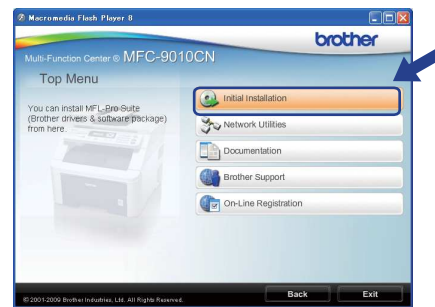 Macromedia Flash Player 8
brother
Multi-Function Center ® MFC-9010CN
Top Menu
You can install MFL-Pro Suite
(Brother drivers & software package)
from here.
Initial Installation
Network Utilities
Documentation
Brother Support
On-Line Registration
© 2001-2009 Brother Industries, Ltd. All Rights Reserved.
Back
Exit